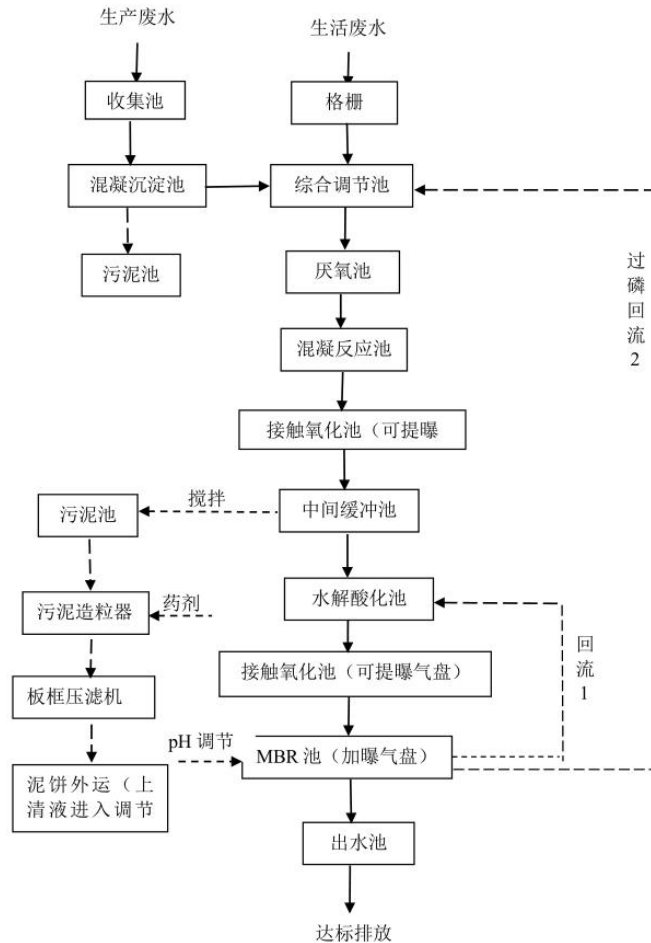 生产废水
生活废水
收集池
格栅
混凝沉淀池
综合调节池
污泥池
厌氧池
过磷回流2
混凝反应池
接触氧化池（可提曝
搅拌
污泥池
中间缓冲池
药剂
污泥造粒器
水解酸化池
回流1
接触氧化池（可提曝气盘）
板框压滤机
pH 调节
MBR 池（加曝气盘）
泥饼外运（上
清液进入调节
出水池
达标排放